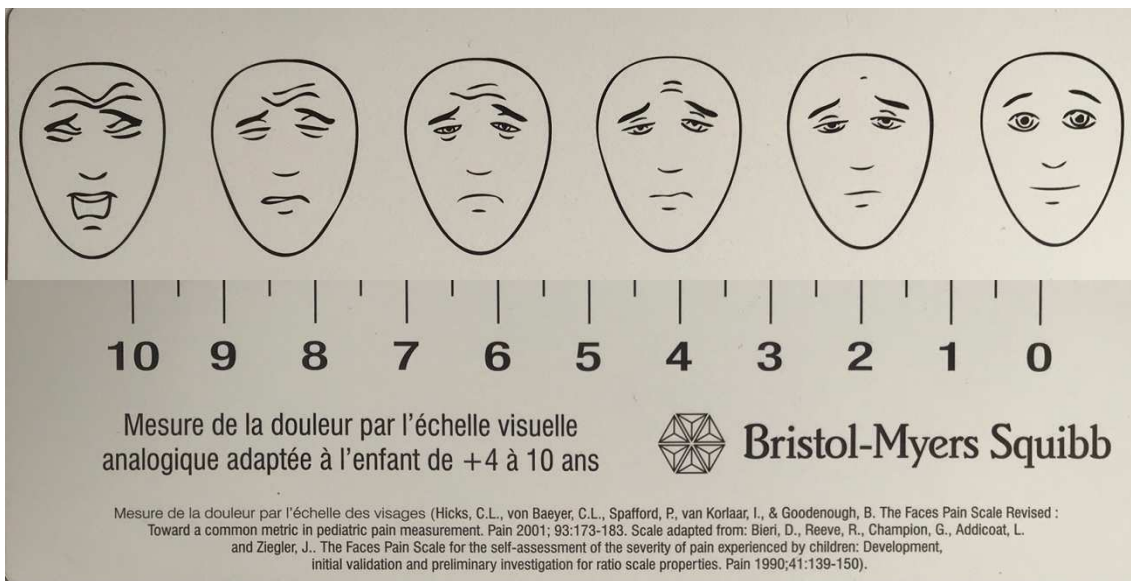 10 9 8 7 6 5 4 3 2 1 0
Mesure de la douleur par l'échelle visuelle
analogique adaptée à l'enfant de +4 à 10 ans
Bristol-Myers Squibb
Mesure de la douleur par l'échelle des visages (Hicks, C.L., von Baeyer, C.L., Spafford, P., van Korlaar, I., & Goodenough, B. The Faces Pain Scale Revised :
Toward a common metric in pediatric pain measurement. Pain 2001; 93:173-183. Scale adapted from: Bieri, D., Reeve, R., Champion, G., Addicoat, L.
and Ziegler, J.. The Faces Pain Scale for the self-assessment of the severity of pain experienced by children: Development,
initial validation and preliminary investigation for ratio scale properties. Pain 1990;41:139-150).